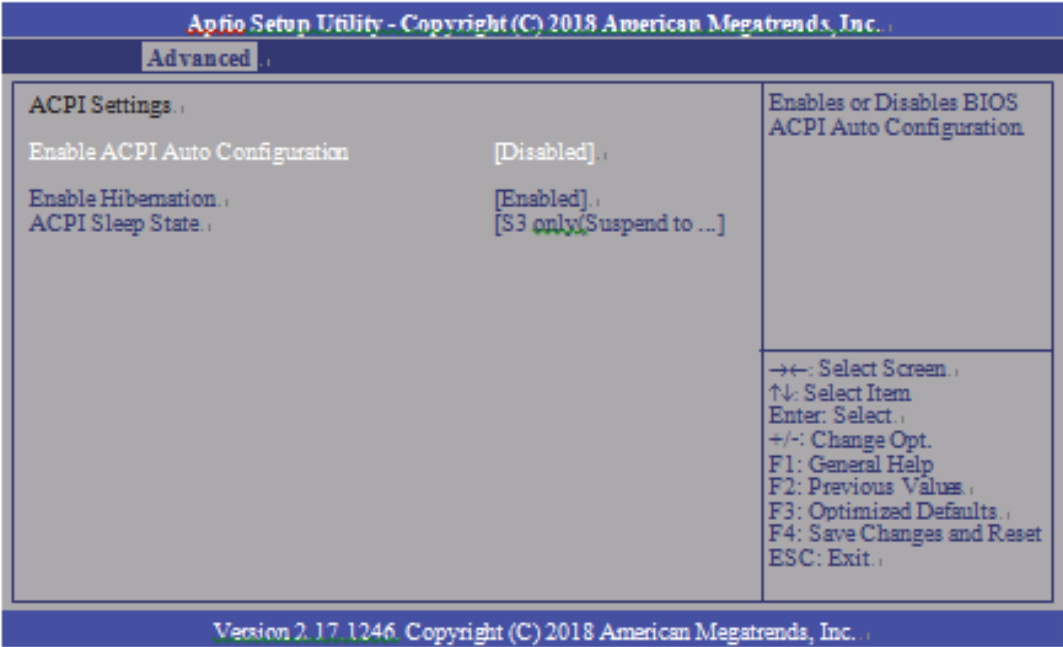 Aptio Setup Utility - Copyright (C) 2018 American Megatrends, Inc.
Advanced
ACPI Settings
Enable ACPI Auto Configuration [Disabled]
Enable Hibernation [Enabled]
ACPI Sleep State [S3 only(Suspend to ...]
Enables or Disables BIOS
ACPI Auto Configuration
→←: Select Screen
↑↓: Select Item
Enter: Select
+/-: Change Opt.
F1: General Help
F2: Previous Values
F3: Optimized Defaults
F4: Save Changes and Reset
ESC: Exit
Version 2.17.1246. Copyright (C) 2018 American Megatrends, Inc.